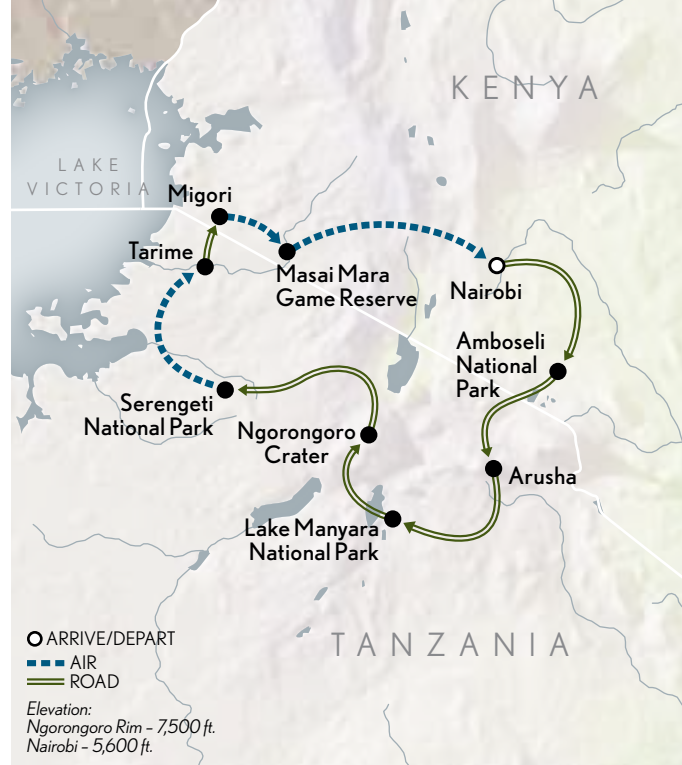 KENYA
LAKE
VICTORIA
Migori
Tarime
Masai Mara
Game Reserve
Nairobi
Amboseli
National
Park
Serengeti
National Park
Ngorongoro
Crater
Arusha
Lake Manyara
National Park
TANZANIA
ARRIVE/DEPART
AIR
ROAD
Elevation:
Ngorongoro Rim – 7,500 ft.
Nairobi – 5,600 ft.